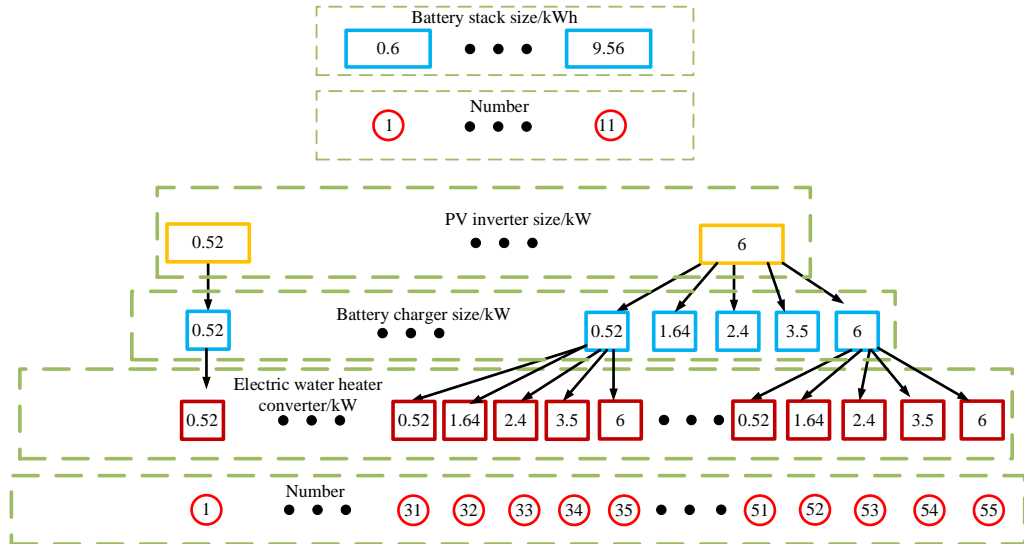 Battery stack size/kWh
0.6 9.56
Number
1 11
PV inverter size/kW
0.52 6
Battery charger size/kW
0.52 0.52 1.64 2.4 3.5 6
Electric water heater
converter/kW
0.52 0.52 1.64 2.4 3.5 6 0.52 1.64 2.4 3.5 6
Number
1 31 32 33 34 35 51 52 53 54 55